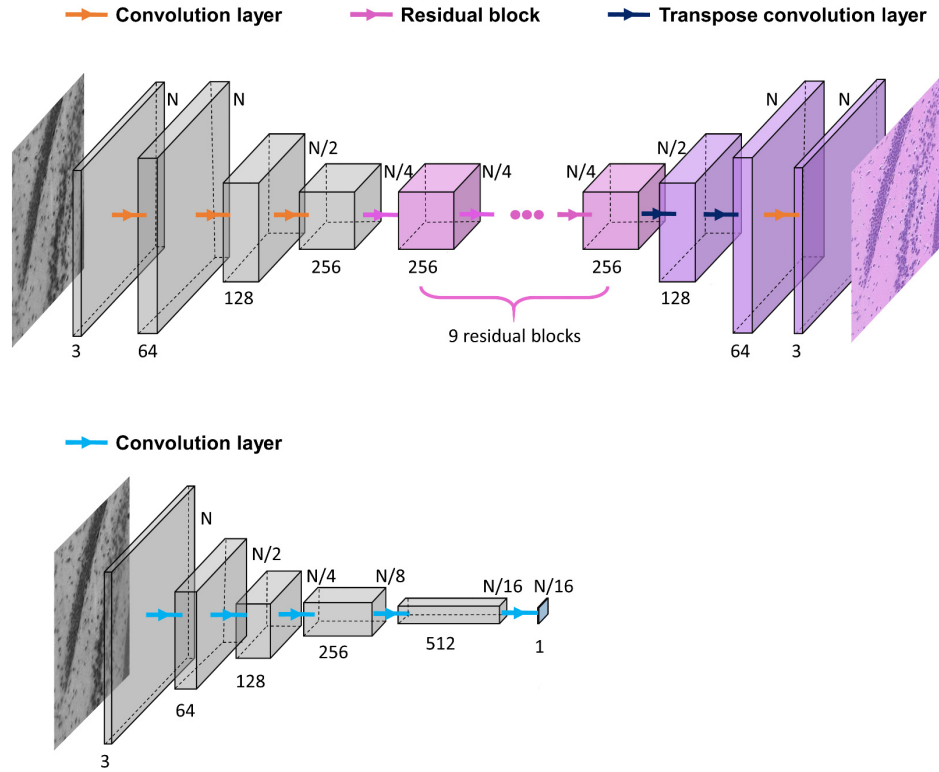 Convolution layer Residual block Transpose convolution layer
N N N/2 N/4 N/4 N/4 N/2 N N
3 64 128 256 256 256 128 64 3
9 residual blocks
Convolution layer
N N/2 N/4 N/8 N/16 N/16
3 64 128 256 512 1